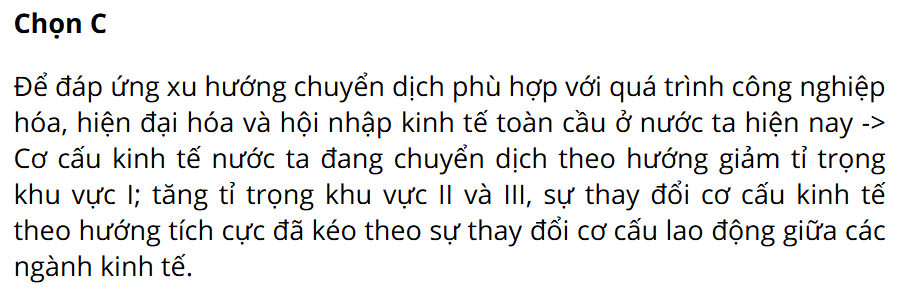 Chọn C
Để đáp ứng xu hướng chuyển dịch phù hợp với quá trình công nghiệp
hóa, hiện đại hóa và hội nhập kinh tế toàn cầu ở nước ta hiện nay ->
Cơ cấu kinh tế nước ta đang chuyển dịch theo hướng giảm tỉ trọng
khu vực I; tăng tỉ trọng khu vực II và III, sự thay đổi cơ cấu kinh tế
theo hướng tích cực đã kéo theo sự thay đổi cơ cấu lao động giữa các
ngành kinh tế.